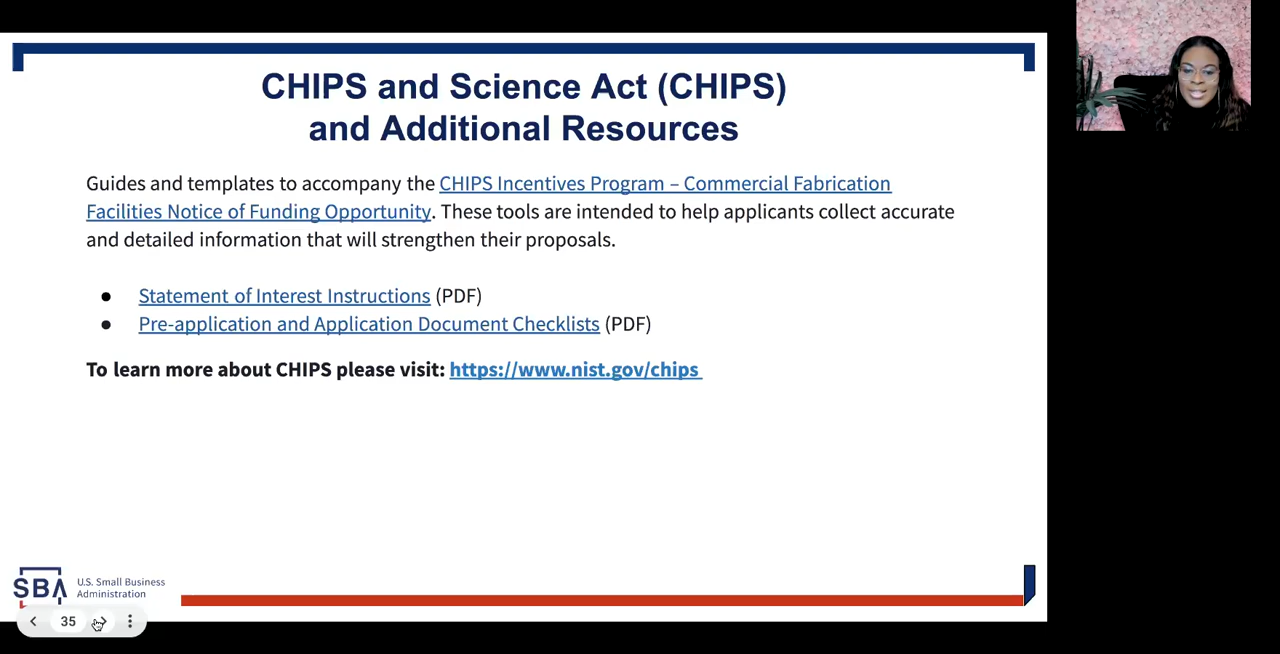 CHIPS and Science Act (CHIPS)
and Additional Resources
Guides and templates to accompany the CHIPS Incentives Program – Commercial Fabrication
Facilities Notice of Funding Opportunity. These tools are intended to help applicants collect accurate
and detailed information that will strengthen their proposals.
● Statement of Interest Instructions (PDF)
● Pre-application and Application Document Checklists (PDF)
To learn more about CHIPS please visit: https://www.nist.gov/chips
SBA
U.S. Small Business
Administration
35